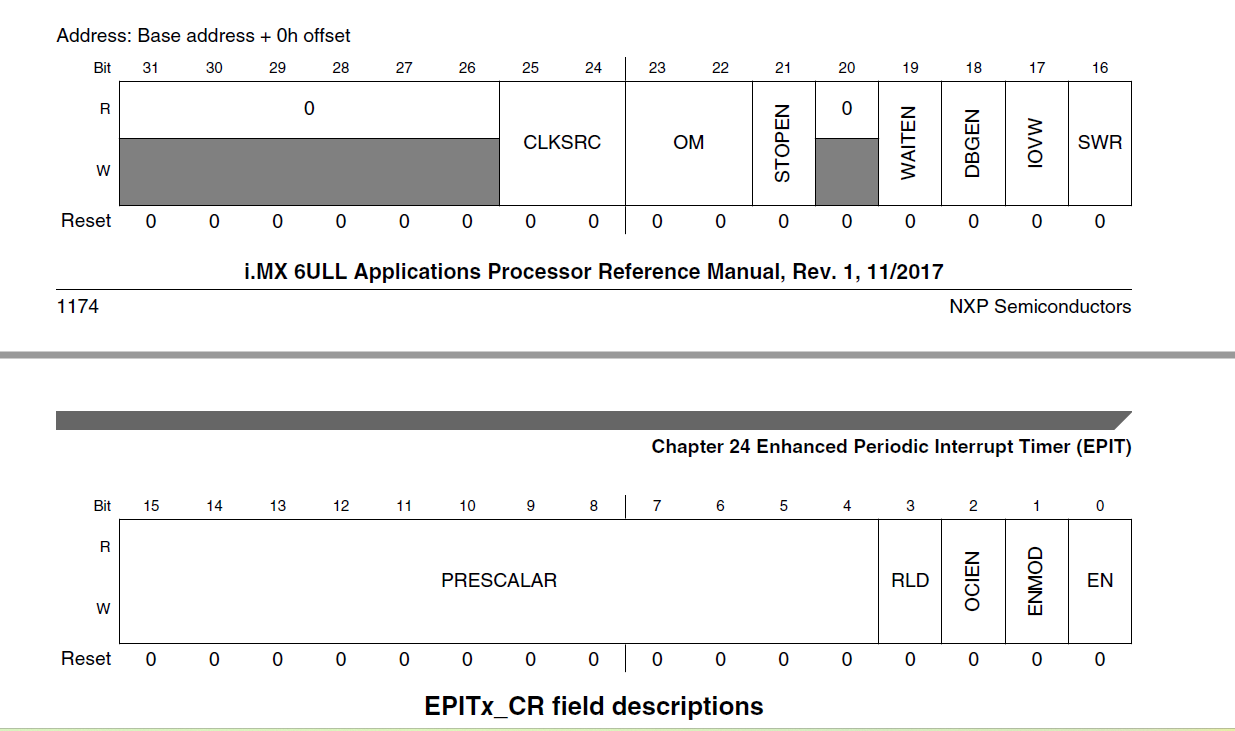 Address: Base address + 0h offset
Bit 31 30 29 28 27 26 25 24 23 22 21 20 19 18 17 16
R 0 CLKSRC OM STOPEN 0 WAITEN DBGEN IOVW SWR
W
Reset 0 0 0 0 0 0 0 0 0 0 0 0 0 0 0 0
i.MX 6ULL Applications Processor Reference Manual, Rev. 1, 11/2017
1174 NXP Semiconductors
Chapter 24 Enhanced Periodic Interrupt Timer (EPIT)
Bit 15 14 13 12 11 10 9 8 7 6 5 4 3 2 1 0
R PRESCALAR RLD OCIEN ENMOD EN
W
Reset 0 0 0 0 0 0 0 0 0 0 0 0 0 0 0 0
EPITx_CR field descriptions